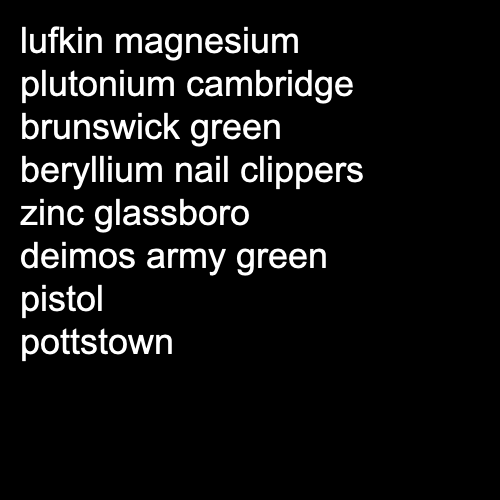 lufkin magnesium
plutonium cambridge
brunswick green
beryllium nail clippers
zinc glassboro
deimos army green
pistol
pottstown